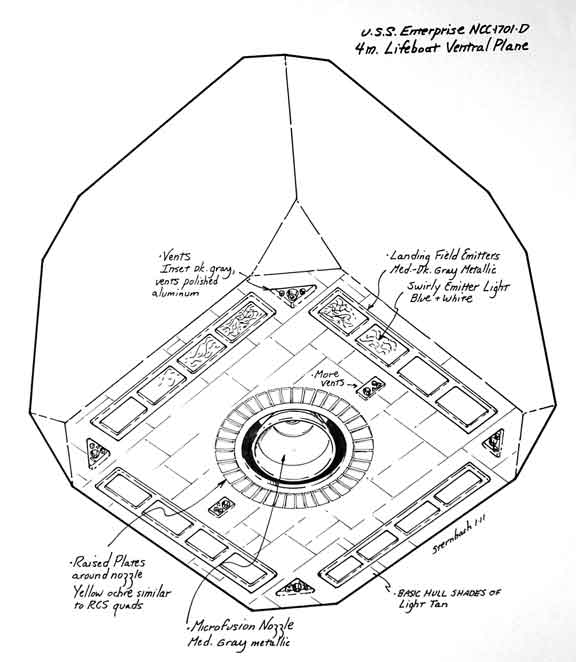 U.S.S. Enterprise NCC-1701-D
4m. Lifeboat Ventral Plane
·Vents
Inset Dk. gray,
vents polished
aluminum
·Landing Field Emitters
Med-Dk. Gray Metallic
Swirly Emitter Light
Blue + White
·More
vents→
Sternbach
·Raised Plates
around nozzle
Yellow ochre similar
to RCS quads
·BASIC HULL SHADES OF
Light Tan
·Microfusion Nozzle
Med. Gray metallic